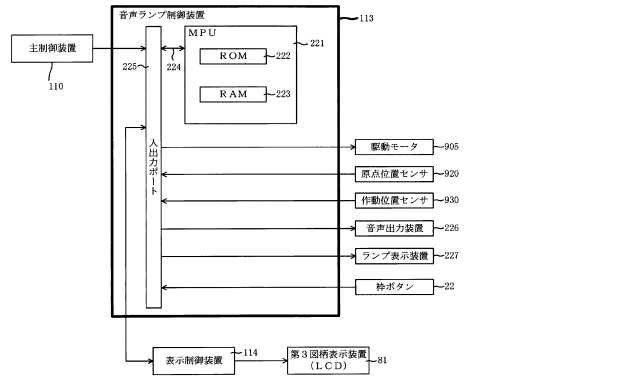 音声ランプ制御装置
113
主制御装置
110
MPU
221
ROM
222
RAM
223
225
224
入出力ポート
駆動モータ
905
原点位置センサ
920
作動位置センサ
930
音声出力装置
226
ランプ表示装置
227
枠ボタン
22
表示制御装置
114
第3図柄表示装置
(LCD)
81